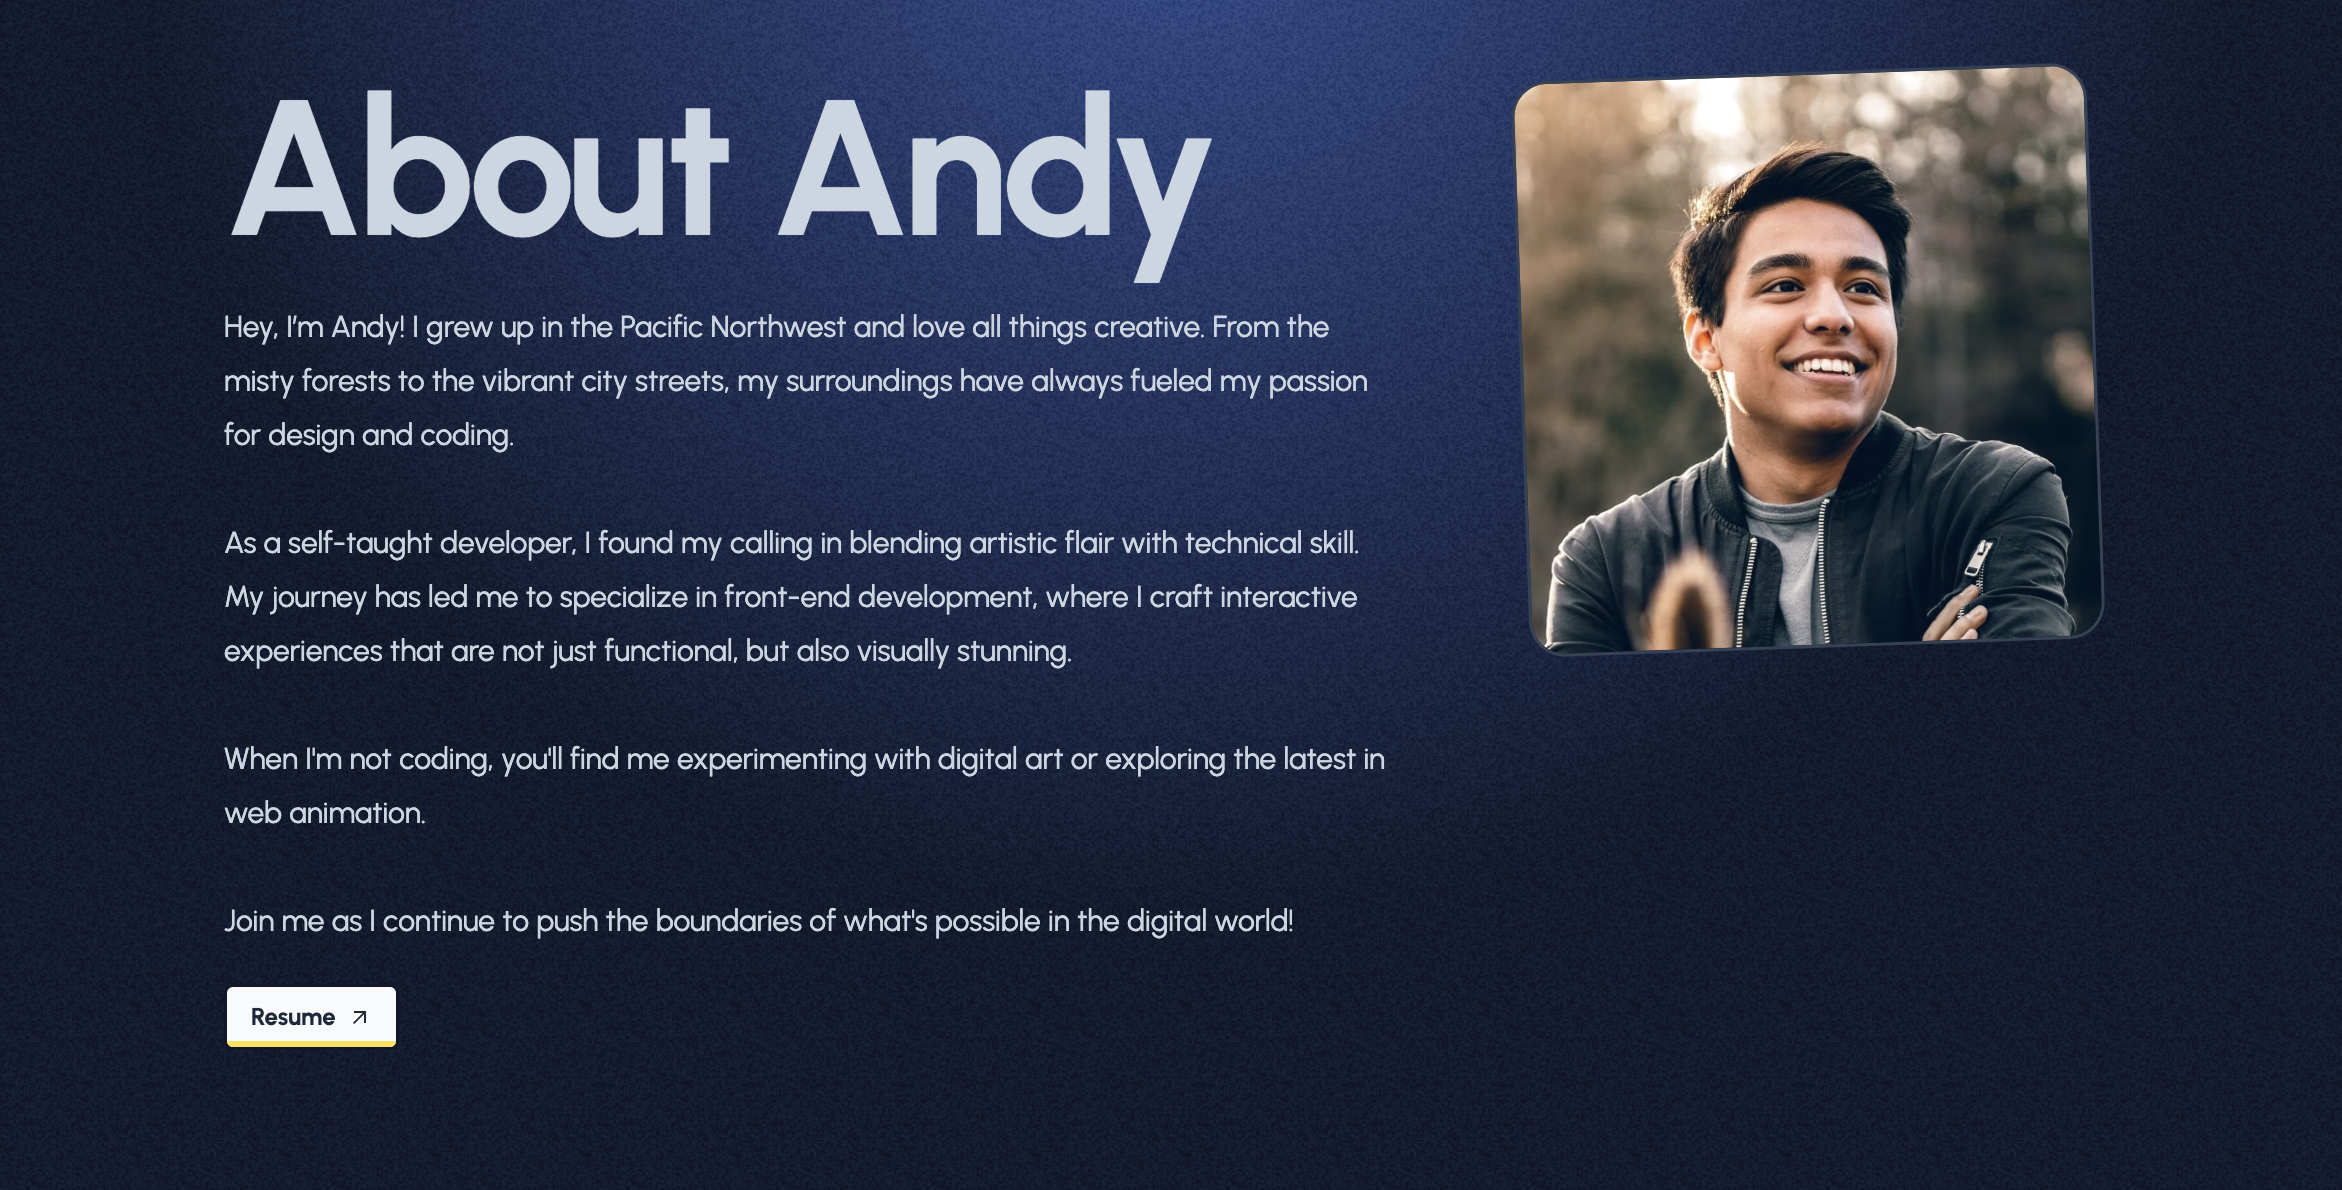 About Andy
Hey, I’m Andy! I grew up in the Pacific Northwest and love all things creative. From the
misty forests to the vibrant city streets, my surroundings have always fueled my passion
for design and coding.
As a self-taught developer, I found my calling in blending artistic flair with technical skill.
My journey has led me to specialize in front-end development, where I craft interactive
experiences that are not just functional, but also visually stunning.
When I'm not coding, you'll find me experimenting with digital art or exploring the latest in
web animation.
Join me as I continue to push the boundaries of what's possible in the digital world!
Resume